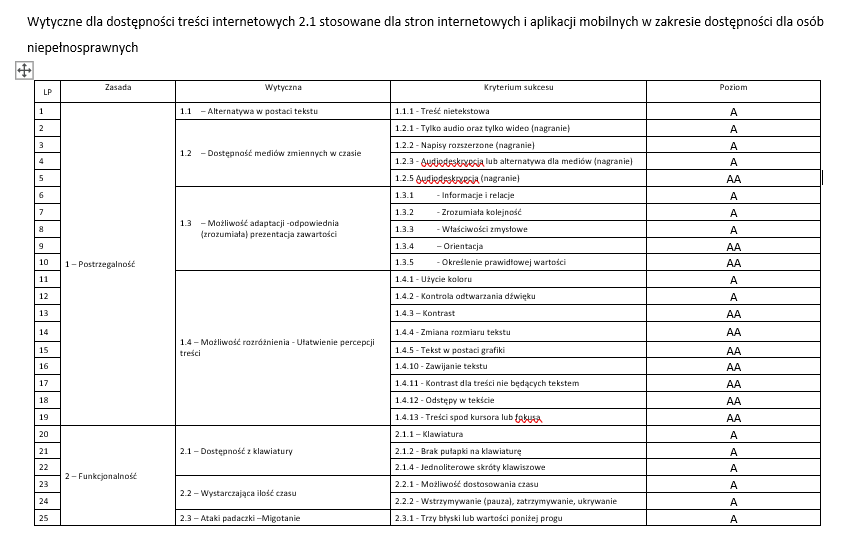 Wytyczne dla dostępności treści internetowych 2.1 stosowane dla stron internetowych i aplikacji mobilnych w zakresie dostępności dla osób
niepełnosprawnych
LP Zasada Wytyczna Kryterium sukcesu Poziom
1 1.1 – Alternatywa w postaci tekstu 1.1.1 - Treść nietekstowa A
2 1.2.1 - Tylko audio oraz tylko wideo (nagranie) A
3 1.2.2 - Napisy rozszerzone (nagranie) A
1.2 – Dostępność mediów zmiennych w czasie
4 1.2.3 - Audiodeskrypcja lub alternatywa dla mediów (nagranie) A
5 1.2.5 Audiodeskrypcja (nagranie) AA
6 1.3.1 - Informacje i relacje A
7 1.3.2 - Zrozumiała kolejność A
1.3 – Możliwość adaptacji -odpowiednia
8 1.3.3 - Właściwości zmysłowe A
(zrozumiała) prezentacja zawartości
9 1.3.4 – Orientacja AA
10 1 – Postrzegalność 1.3.5 - Określenie prawidłowej wartości AA
11 1.4.1 - Użycie koloru A
12 1.4.2 - Kontrola odtwarzania dźwięku A
13 1.4.3 – Kontrast AA
14 1.4.4 - Zmiana rozmiaru tekstu AA
1.4 – Możliwość rozróżnienia - Ułatwienie percepcji
treści
15 1.4.5 - Tekst w postaci grafiki AA
16 1.4.10 - Zawijanie tekstu AA
17 1.4.11 - Kontrast dla treści nie będących tekstem AA
18 1.4.12 - Odstępy w tekście AA
19 1.4.13 - Treści spod kursora lub fokusa AA
20 2.1.1 – Klawiatura A
21 2.1 – Dostępność z klawiatury 2.1.2 - Brak pułapki na klawiaturę A
22 2.1.4 - Jednoliterowe skróty klawiszowe A
2 – Funkcjonalność
23 2.2.1 - Możliwość dostosowania czasu A
2.2 – Wystarczająca ilość czasu
24 2.2.2 - Wstrzymywanie (pauza), zatrzymywanie, ukrywanie A
25 2.3 – Ataki padaczki –Migotanie 2.3.1 - Trzy błyski lub wartości poniżej progu A